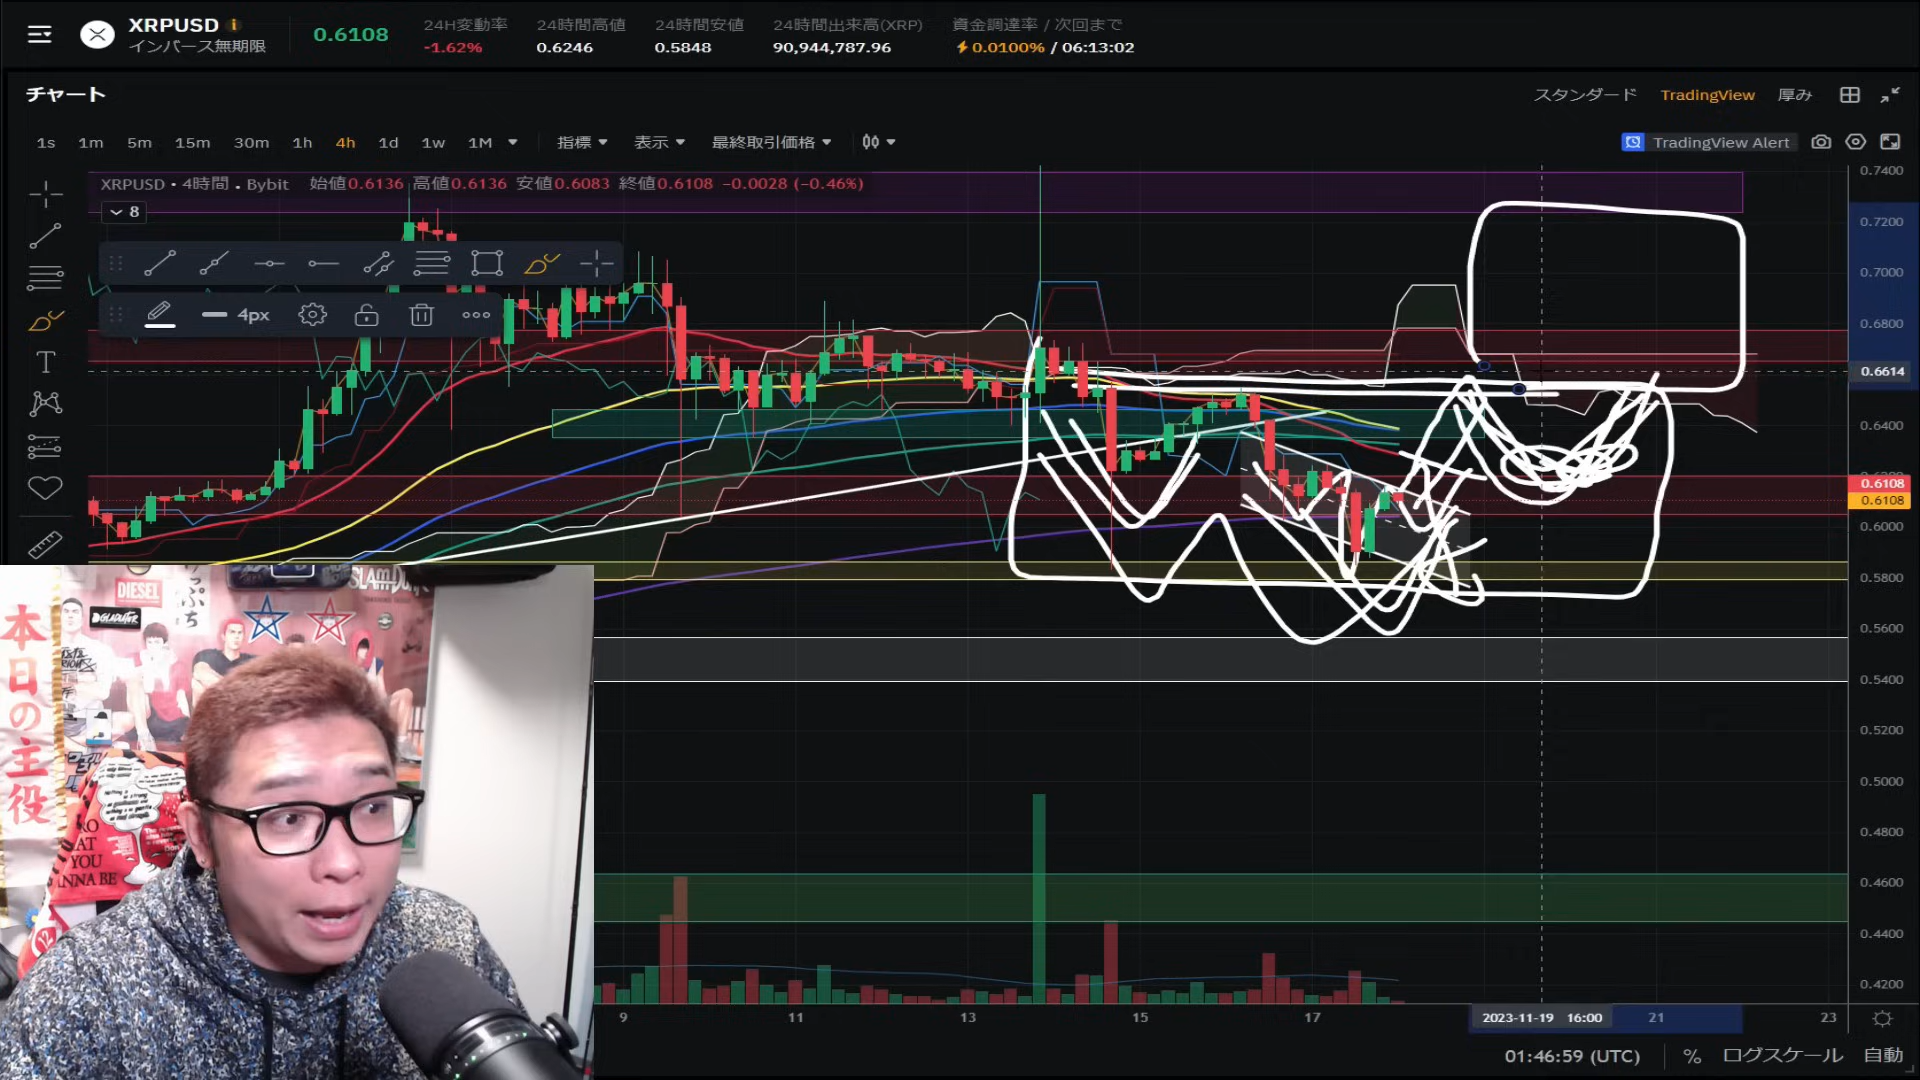 XRPUSD
インバース無期限
0.6108
24H変動率
-1.62%
24時間高値
0.6246
24時間安値
0.5848
24時間出来高(XRP)
90,944,787.96
資金調達率 / 次回まで
0.0100% / 06:13:02
チャート
スタンダード TradingView 厚み
1s 1m 5m 15m 30m 1h 4h 1d 1w 1M 指標 表示 最終取引価格
TradingView Alert
XRPUSD・4時間・Bybit 始値0.6136 高値0.6136 安値0.6083 終値0.6108 -0.0028 (-0.46%)
8
4px
T
0.7400
0.7200
0.7000
0.6800
0.6614
0.6400
0.6108
0.6108
0.6000
0.5800
0.5600
0.5400
0.5200
0.5000
0.4800
0.4600
0.4400
0.4200
9 11 13 15 17 2023-11-19 16:00 21 23
01:46:59 (UTC) % ログスケール 自動
本日の主役
DIESEL
GLADIATOR
SLAM DUNK
AT
YOU
ANNA BE
12